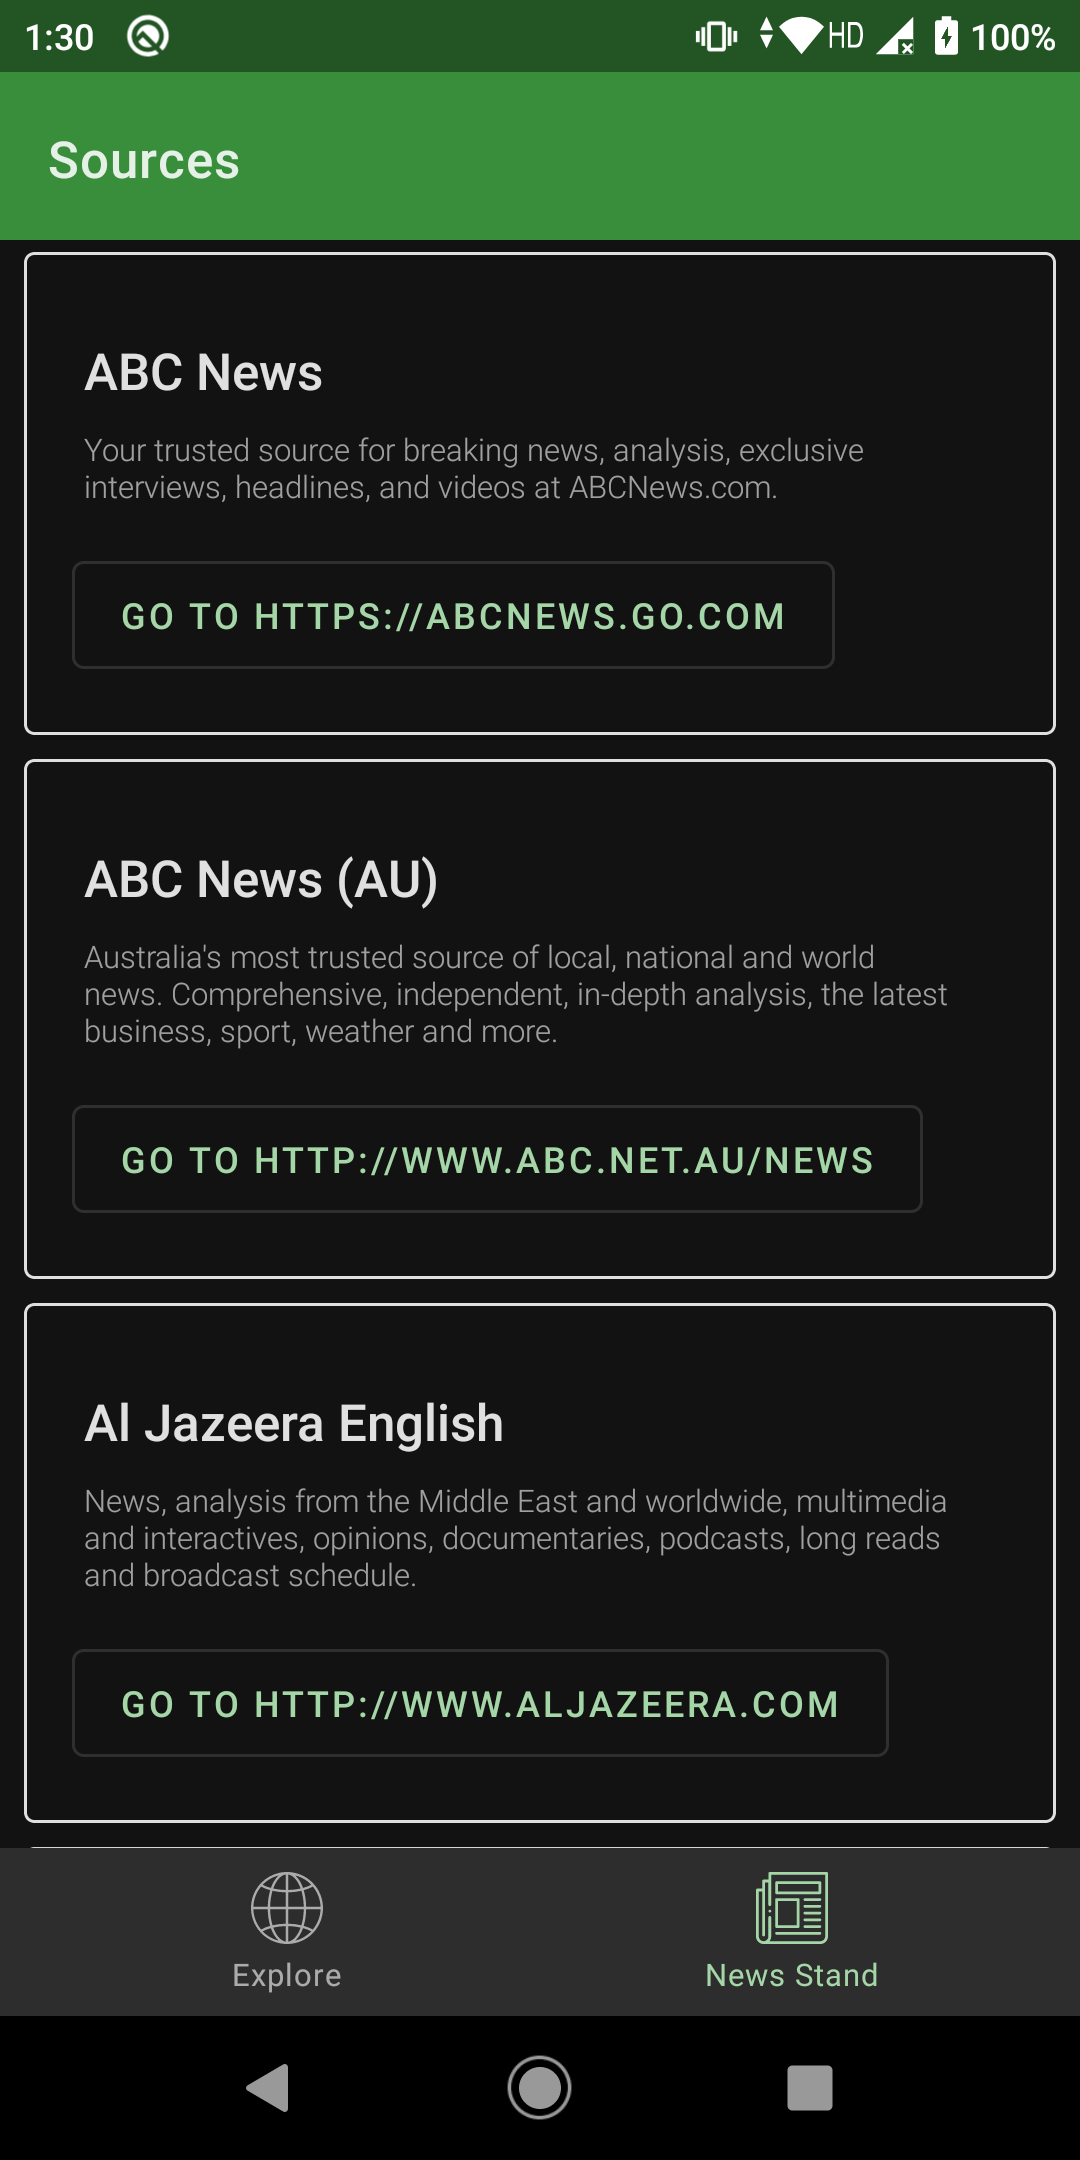 1:30
HD
100%
Sources
ABC News
Your trusted source for breaking news, analysis, exclusive
interviews, headlines, and videos at ABCNews.com.
GO TO HTTPS://ABCNEWS.GO.COM
ABC News (AU)
Australia's most trusted source of local, national and world
news. Comprehensive, independent, in-depth analysis, the latest
business, sport, weather and more.
GO TO HTTP://WWW.ABC.NET.AU/NEWS
Al Jazeera English
News, analysis from the Middle East and worldwide, multimedia
and interactives, opinions, documentaries, podcasts, long reads
and broadcast schedule.
GO TO HTTP://WWW.ALJAZEERA.COM
Explore
News Stand